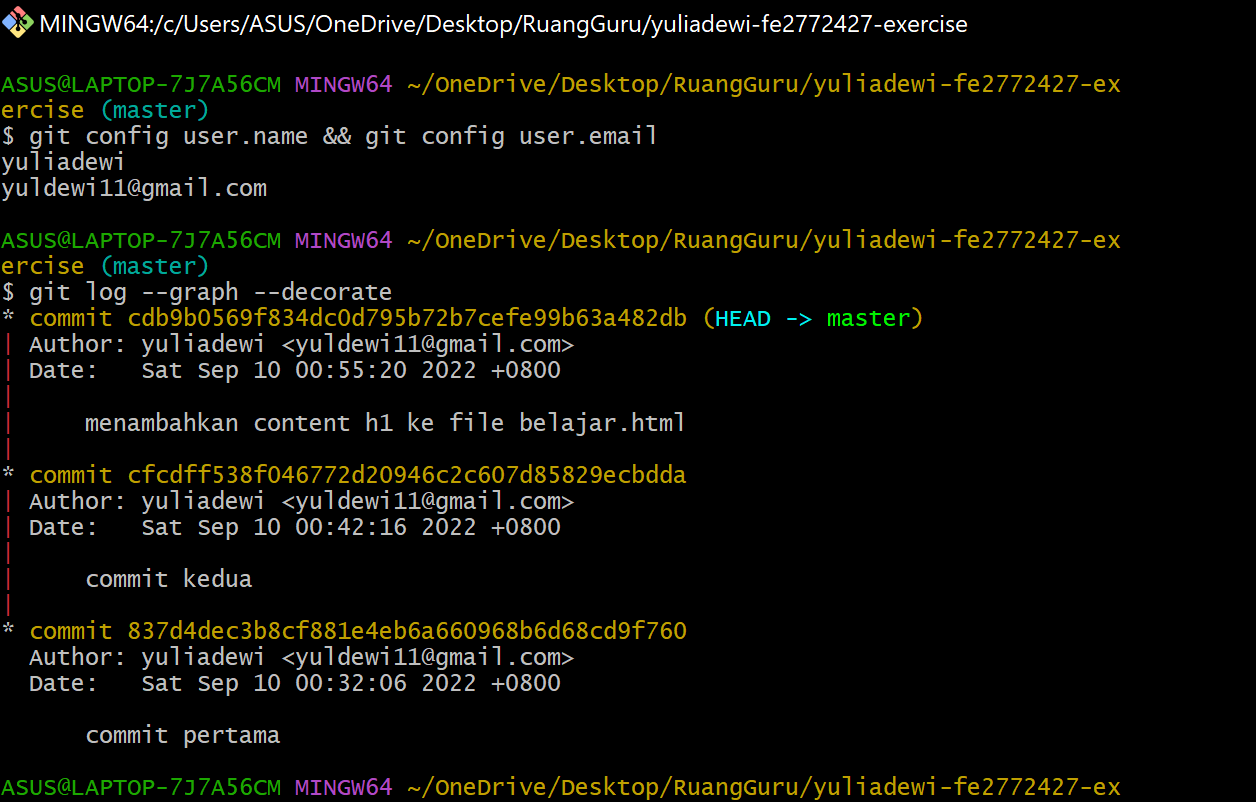 MINGW64:/c/Users/ASUS/OneDrive/Desktop/RuangGuru/yuliadewi-fe2772427-exercise
ASUS@LAPTOP-7J7A56CM MINGW64 ~/OneDrive/Desktop/RuangGuru/yuliadewi-fe2772427-ex
ercise (master)
$ git config user.name && git config user.email
yuliadewi
yuldewi11@gmail.com
ASUS@LAPTOP-7J7A56CM MINGW64 ~/OneDrive/Desktop/RuangGuru/yuliadewi-fe2772427-ex
ercise (master)
$ git log --graph --decorate
* commit cdb9b0569f834dc0d795b72b7cefe99b63a482db (HEAD -> master)
| Author: yuliadewi <yuldewi11@gmail.com>
| Date:   Sat Sep 10 00:55:20 2022 +0800
|
|     menambahkan content h1 ke file belajar.html
|
* commit cfcdff538f046772d20946c2c607d85829ecbdda
| Author: yuliadewi <yuldewi11@gmail.com>
| Date:   Sat Sep 10 00:42:16 2022 +0800
|
|     commit kedua
|
* commit 837d4dec3b8cf881e4eb6a660968b6d68cd9f760
  Author: yuliadewi <yuldewi11@gmail.com>
  Date:   Sat Sep 10 00:32:06 2022 +0800
      commit pertama
ASUS@LAPTOP-7J7A56CM MINGW64 ~/OneDrive/Desktop/RuangGuru/yuliadewi-fe2772427-ex